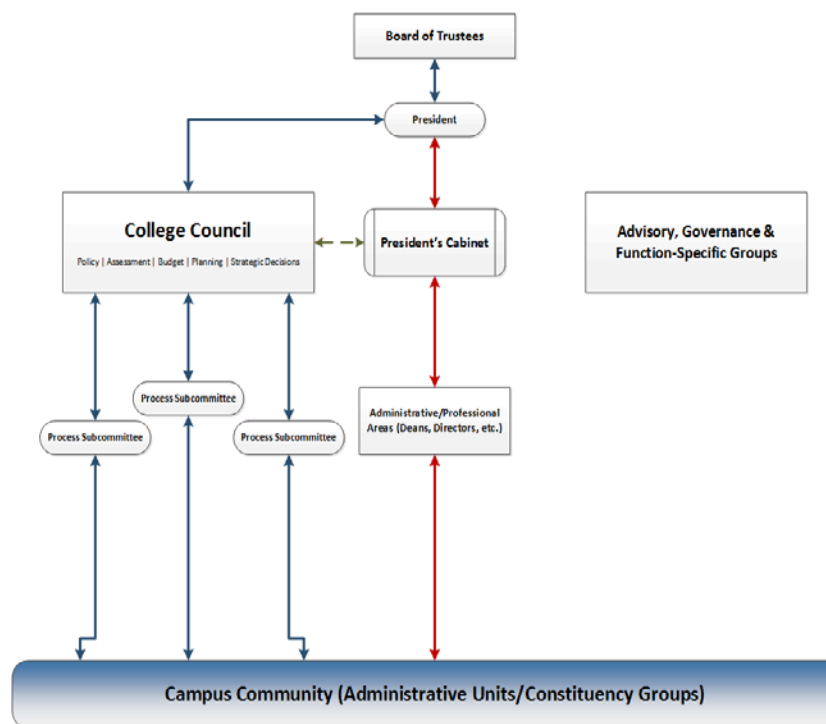 Board of Trustees
President
College Council
Policy | Assessment | Budget | Planning | Strategic Decisions
President's Cabinet
Advisory, Governance &
Function-Specific Groups
Process Subcommittee
Process Subcommittee
Process Subcommittee
Administrative/Professional
Areas (Deans, Directors, etc.)
Campus Community (Administrative Units/Constituency Groups)